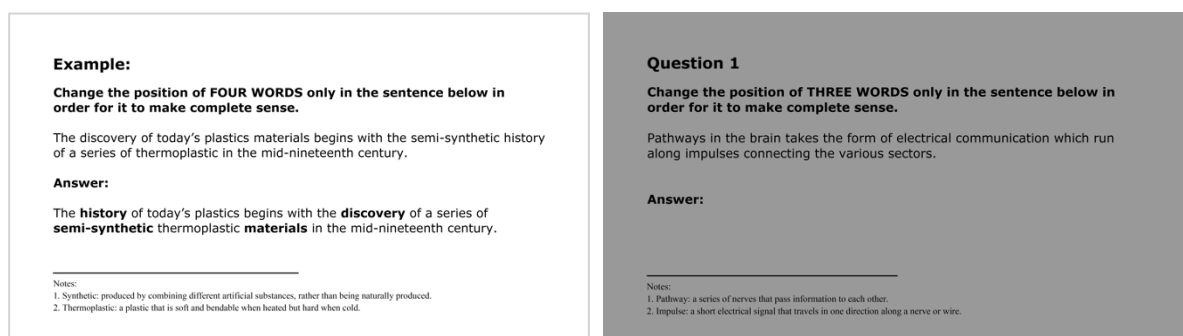 Example:
Change the position of FOUR WORDS only in the sentence below in
order for it to make complete sense.
The discovery of today's plastics materials begins with the semi-synthetic history
of a series of thermoplastic in the mid-nineteenth century.
Answer:
The history of today's plastics begins with the discovery of a series of
semi-synthetic thermoplastic materials in the mid-nineteenth century.
Notes:
1. Synthetic: produced by combining different artificial substances, rather than being naturally produced.
2. Thermoplastic: a plastic that is soft and bendable when heated but hard when cold.
Question 1
Change the position of THREE WORDS only in the sentence below in
order for it to make complete sense.
Pathways in the brain takes the form of electrical communication which run
along impulses connecting the various sectors.
Answer:
Notes:
1. Pathway: a series of nerves that pass information to each other.
2. Impulse: a short electrical signal that travels in one direction along a nerve or wire.